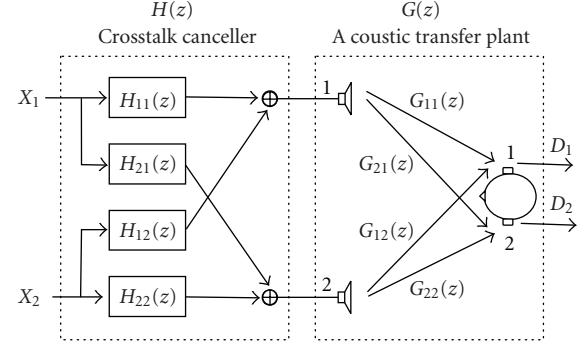 H(z)
G(z)
Crosstalk canceller
A coustic transfer plant
X1
H11(z)
1
G11(z)
1
D1
H21(z)
G21(z)
H12(z)
G12(z)
D2
2
X2
H22(z)
2
G22(z)